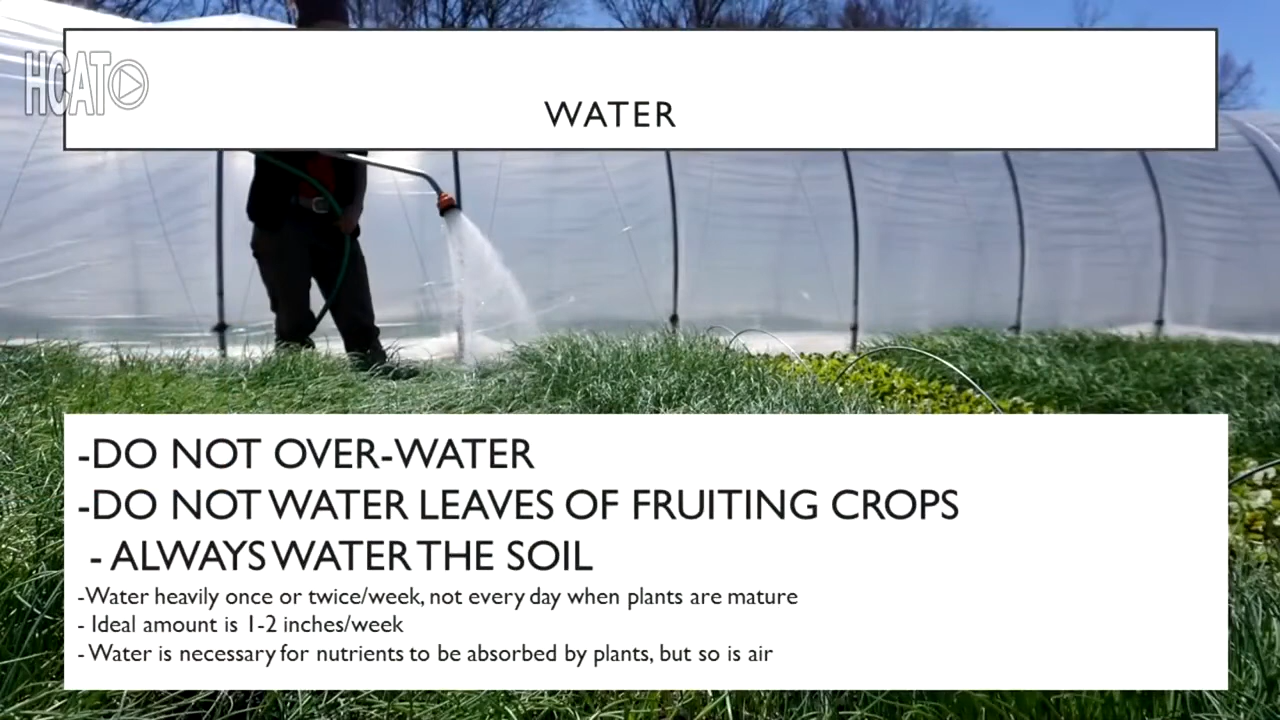 HCAT
WATER
-DO NOT OVER-WATER
-DO NOT WATER LEAVES OF FRUITING CROPS
- ALWAYS WATER THE SOIL
-Water heavily once or twice/week, not every day when plants are mature
- Ideal amount is 1-2 inches/week
- Water is necessary for nutrients to be absorbed by plants, but so is air